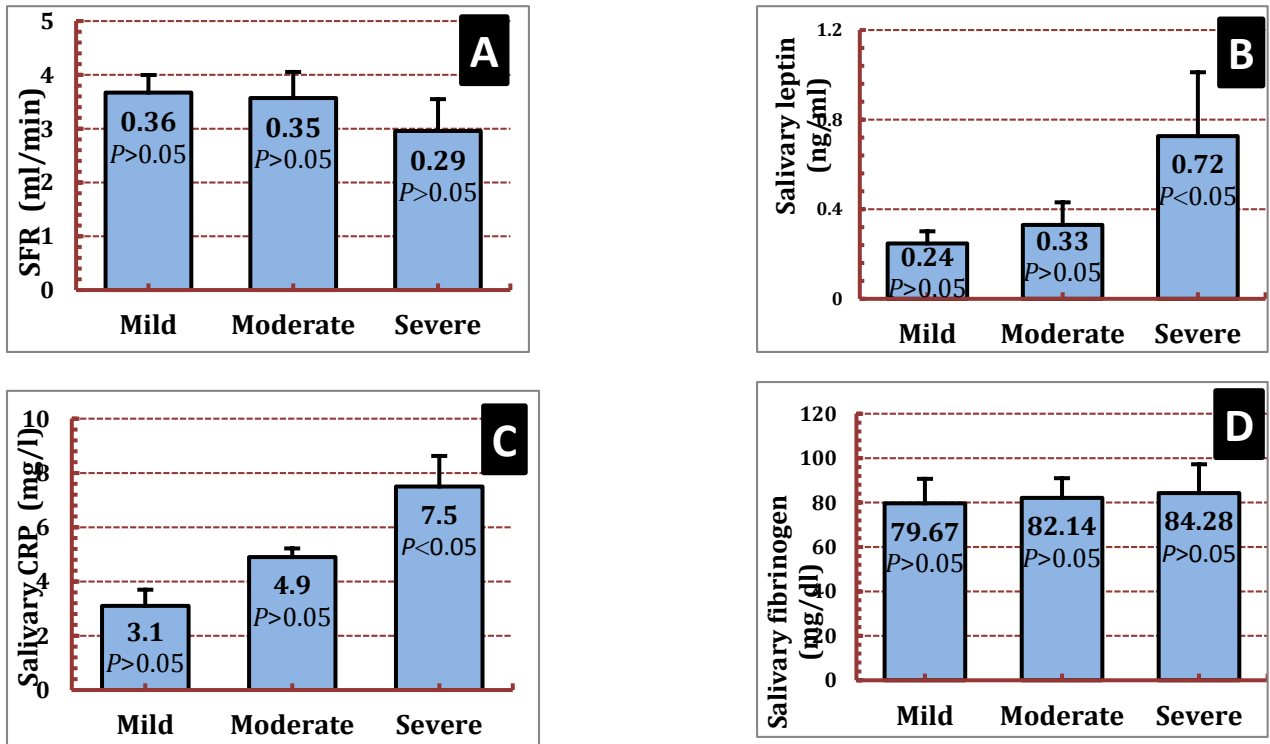 A
SFR (ml/min)
5
4
3
2
1
0
0.36
P>0.05
0.35
P>0.05
0.29
P>0.05
Mild Moderate Severe
B
Salivary leptin
(ng/ml)
1.2
0.8
0.4
0
0.24
P>0.05
0.33
P>0.05
0.72
P<0.05
Mild Moderate Severe
C
Salivary CRP (mg/l)
10
8
6
4
2
0
3.1
P>0.05
4.9
P>0.05
7.5
P<0.05
Mild Moderate Severe
D
Salivary fibrinogen
(mg/dl)
120
100
80
60
40
20
0
79.67
P>0.05
82.14
P>0.05
84.28
P>0.05
Mild Moderate Severe